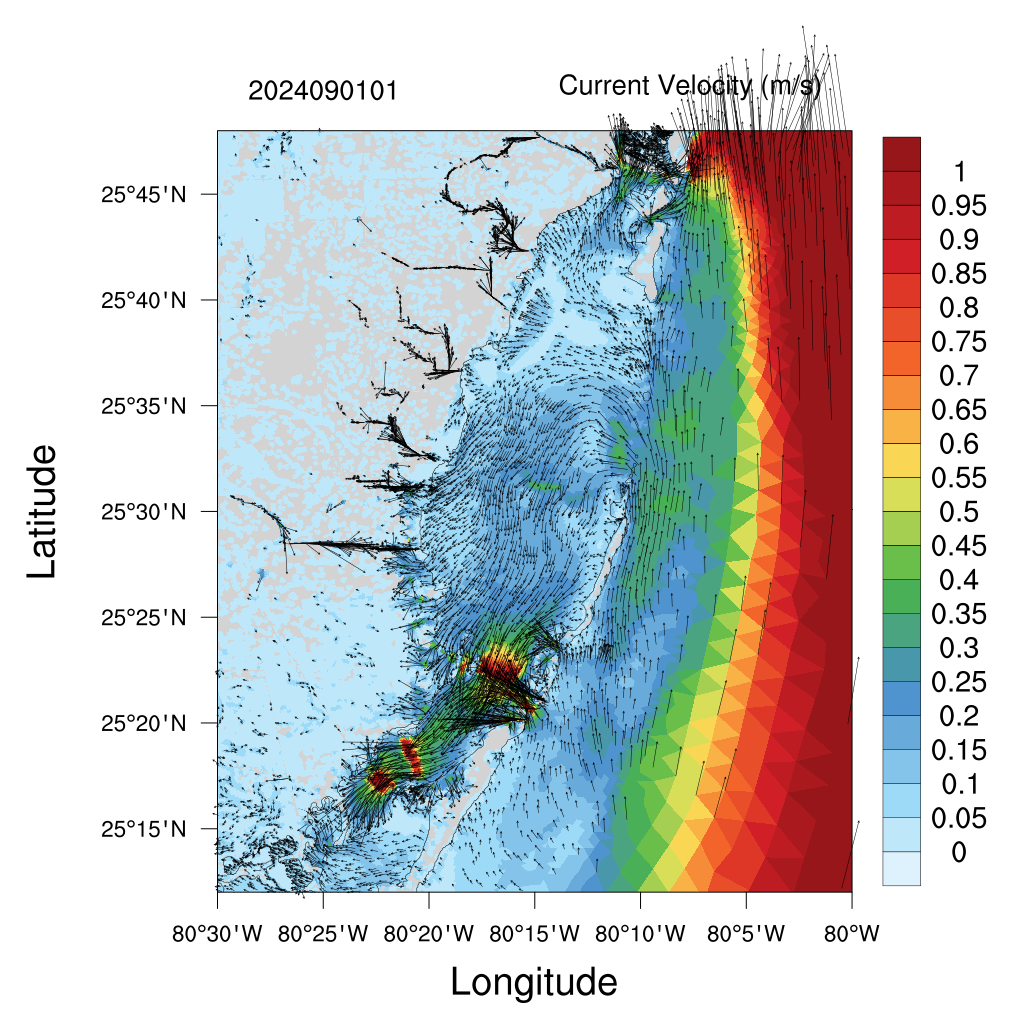 2024090101 Current Velocity (m/s)
25°45'N
25°40'N
25°35'N
25°30'N
25°25'N
25°20'N
25°15'N
Latitude
80°30'W 80°25'W 80°20'W 80°15'W 80°10'W 80°5'W 80°W
Longitude
1
0.95
0.9
0.85
0.8
0.75
0.7
0.65
0.6
0.55
0.5
0.45
0.4
0.35
0.3
0.25
0.2
0.15
0.1
0.05
0